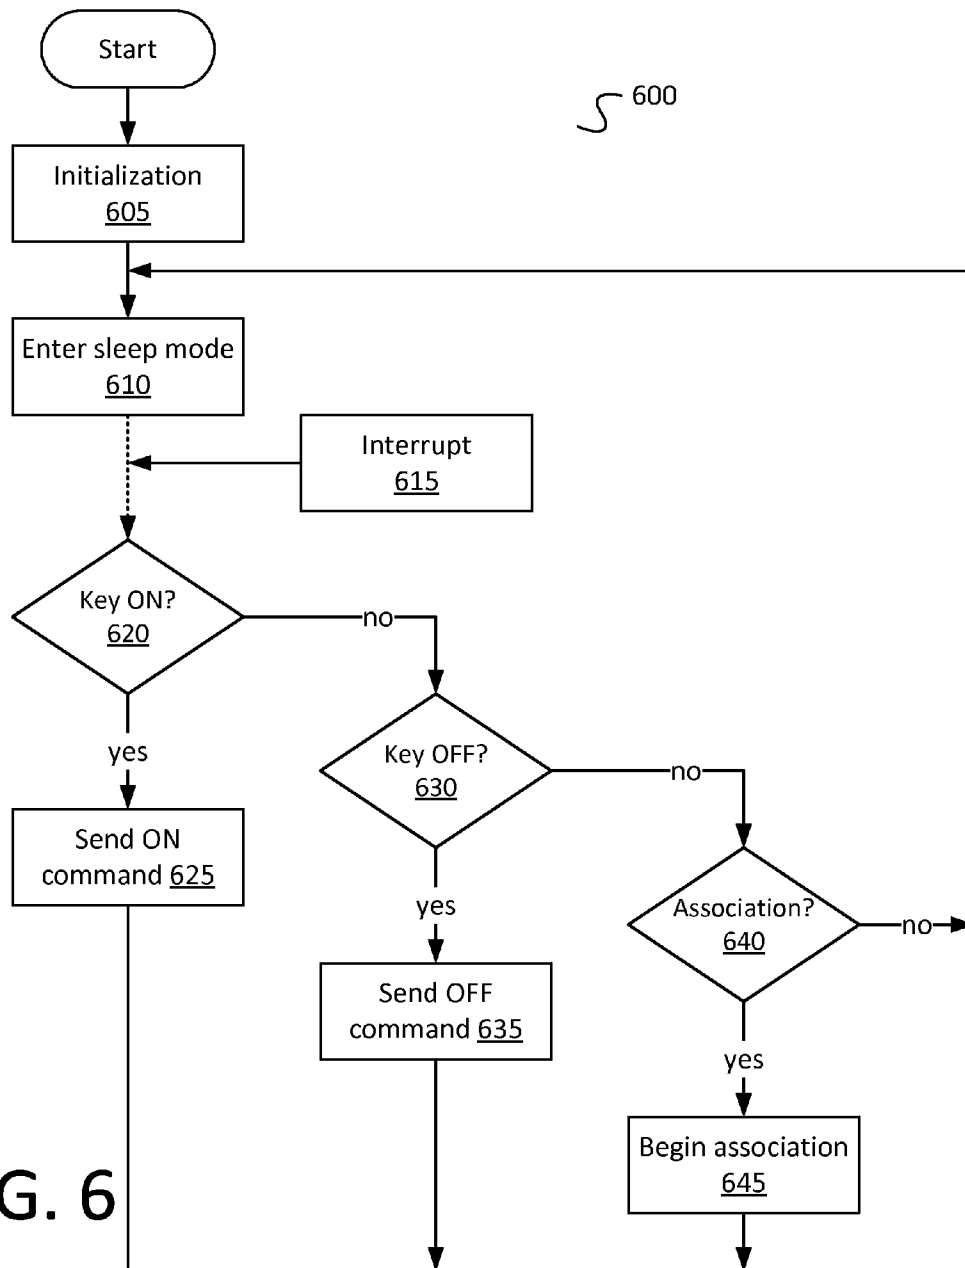 Start
600
Initialization
605
Enter sleep mode
610
Interrupt
615
Key ON?
620
no
Key OFF?
630
no
yes
Send ON
command 625
Association?
640
no
yes
Send OFF
command 635
yes
Begin association
645
G. 6